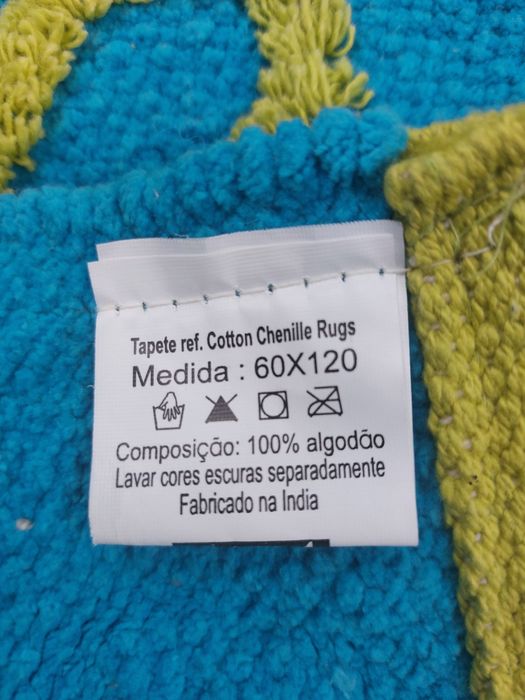 Tapete ref. Cotton Chenille Rugs
Medida : 60X120
Composição: 100% algodão
Lavar cores escuras separadamente
Fabricado na India